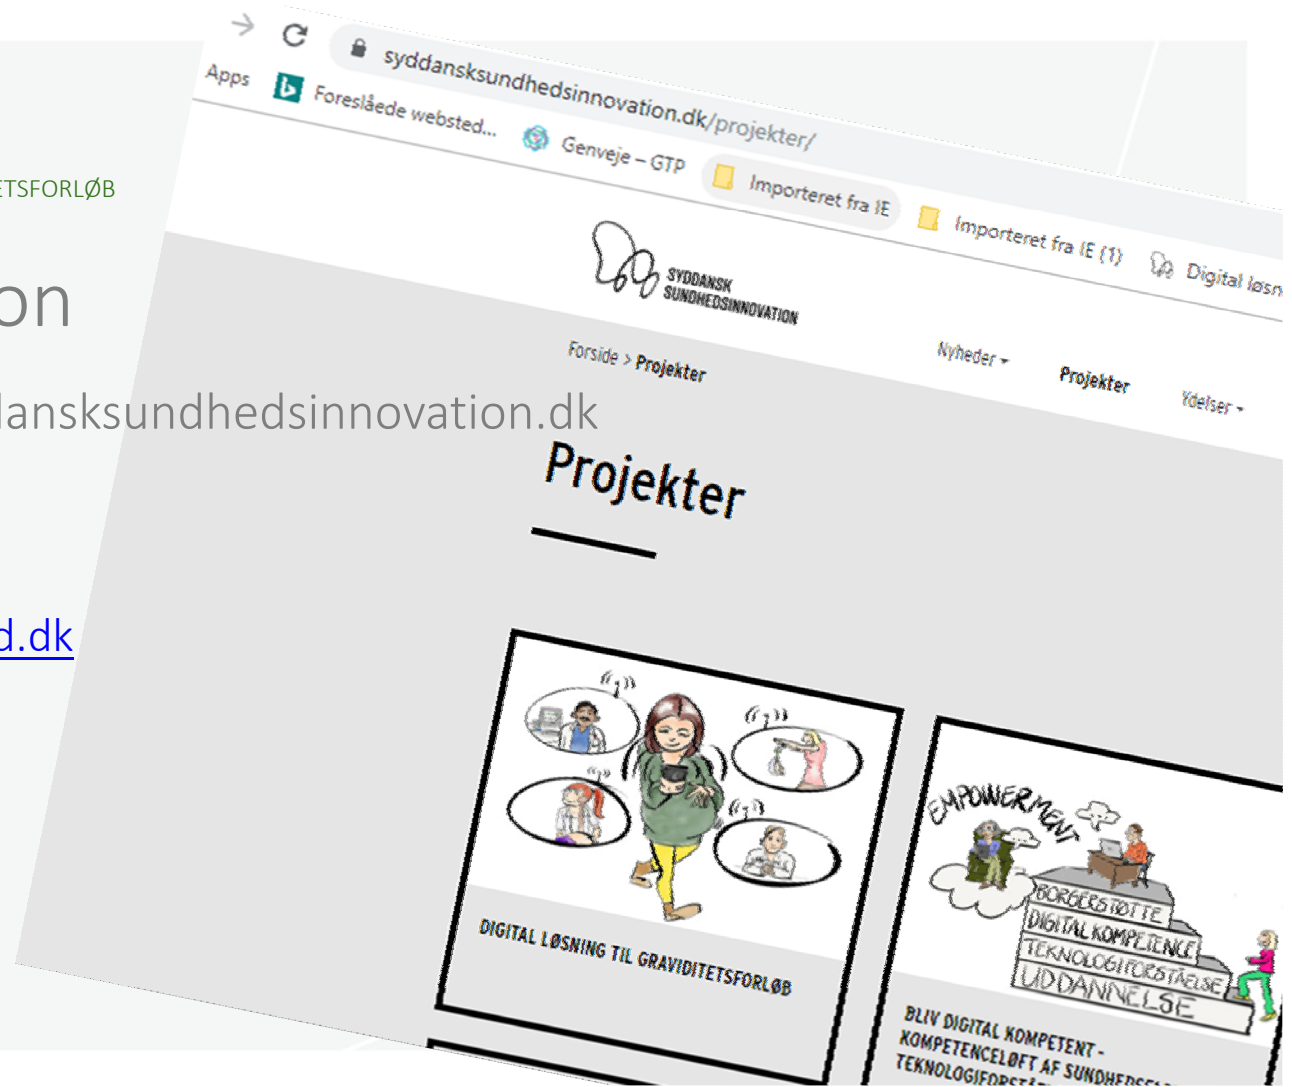 syddansksundhedsinnovation.dk/projekter/
Apps
Foreslåede websted...
Genveje – GTP
Importeret fra IE
Importeret fra IE (1)
Digital løsn
ETSFORLØB
SYDDANSK
SUNDHEDSINNOVATION
on
Nyheder
Projekter
Ydelser
Forside > Projekter
dansksundhedsinnovation.dk
Projekter
d.dk
EMPOWERMENT
BORGERSTØTTE
DIGITAL KOMPETENCE
TEKNOLOGIFORSTÅELSE
UDDANNELSE
DIGITAL LØSNING TIL GRAVIDITETSFORLØB
BLIV DIGITAL KOMPETENT -
KOMPETENCELØFT AF